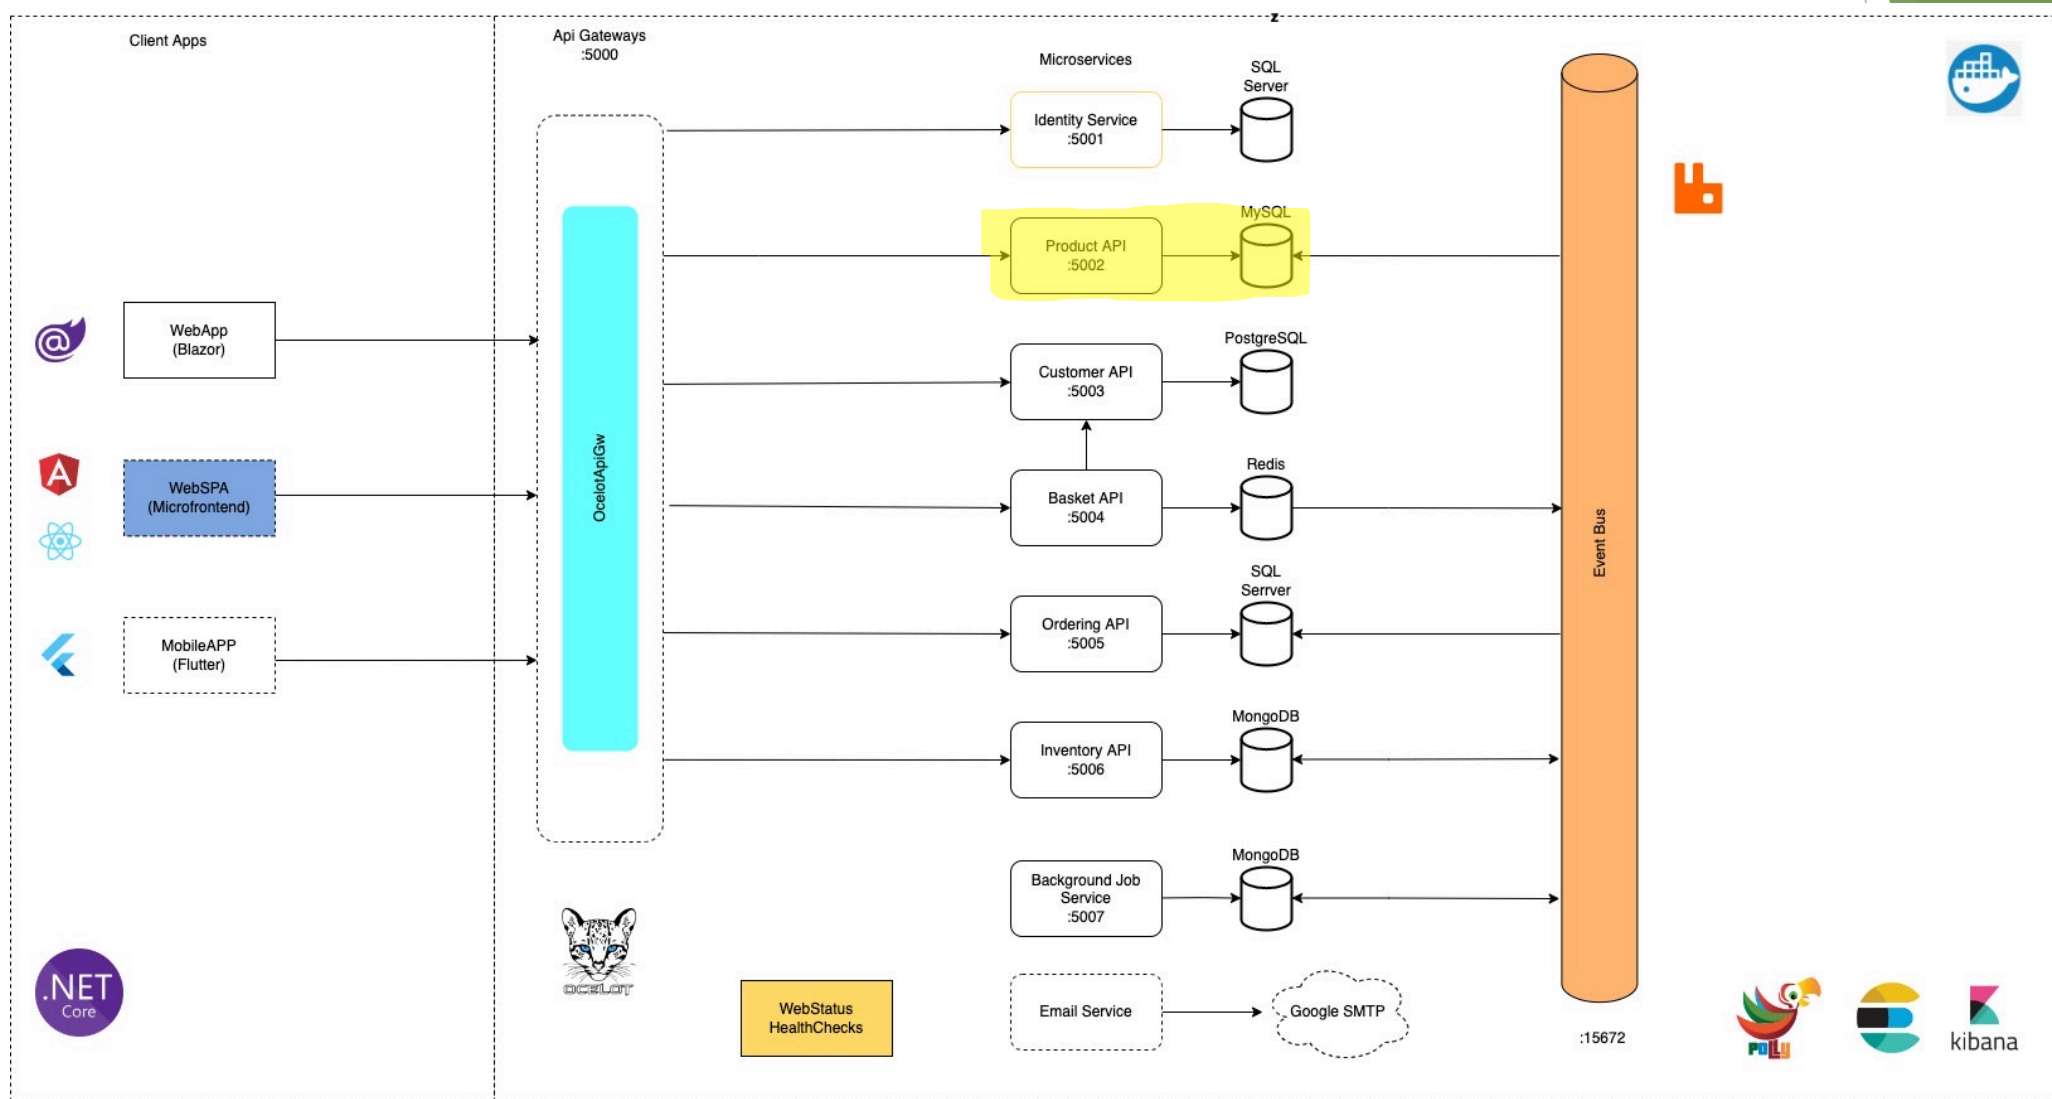 z
Client Apps
Api Gateways
:5000
Microservices
SQL
Server
Identity Service
:5001
MySQL
Product API
:5002
WebApp
(Blazor)
PostgreSQL
Customer API
:5003
WebSPA
(Microfrontend)
OcelotApiGw
Redis
Basket API
:5004
Event Bus
SQL
Serrver
Ordering API
:5005
MobileAPP
(Flutter)
MongoDB
Inventory API
:5006
MongoDB
Background Job
Service
:5007
OCELOT
.NET
Core
WebStatus
HealthChecks
Email Service
Google SMTP
:15672
POLLY
kibana